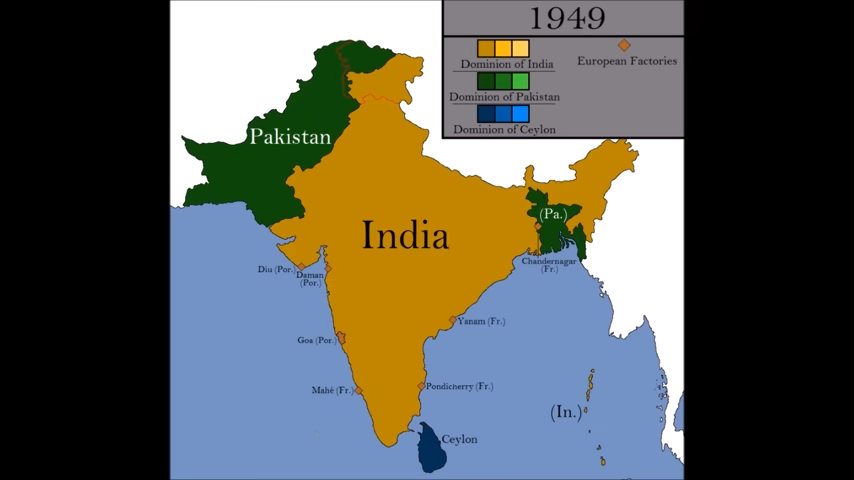 1949
Dominion of India
European Factories
Dominion of Pakistan
Dominion of Ceylon
Pakistan
(Pa.)
India
Chandernagar
(Fr.)
Diu (Por.)
Daman
(Por.)
Yanam (Fr.)
Goa (Por.)
Mahé (Fr.)
Pondicherry (Fr.)
(In.)
Ceylon